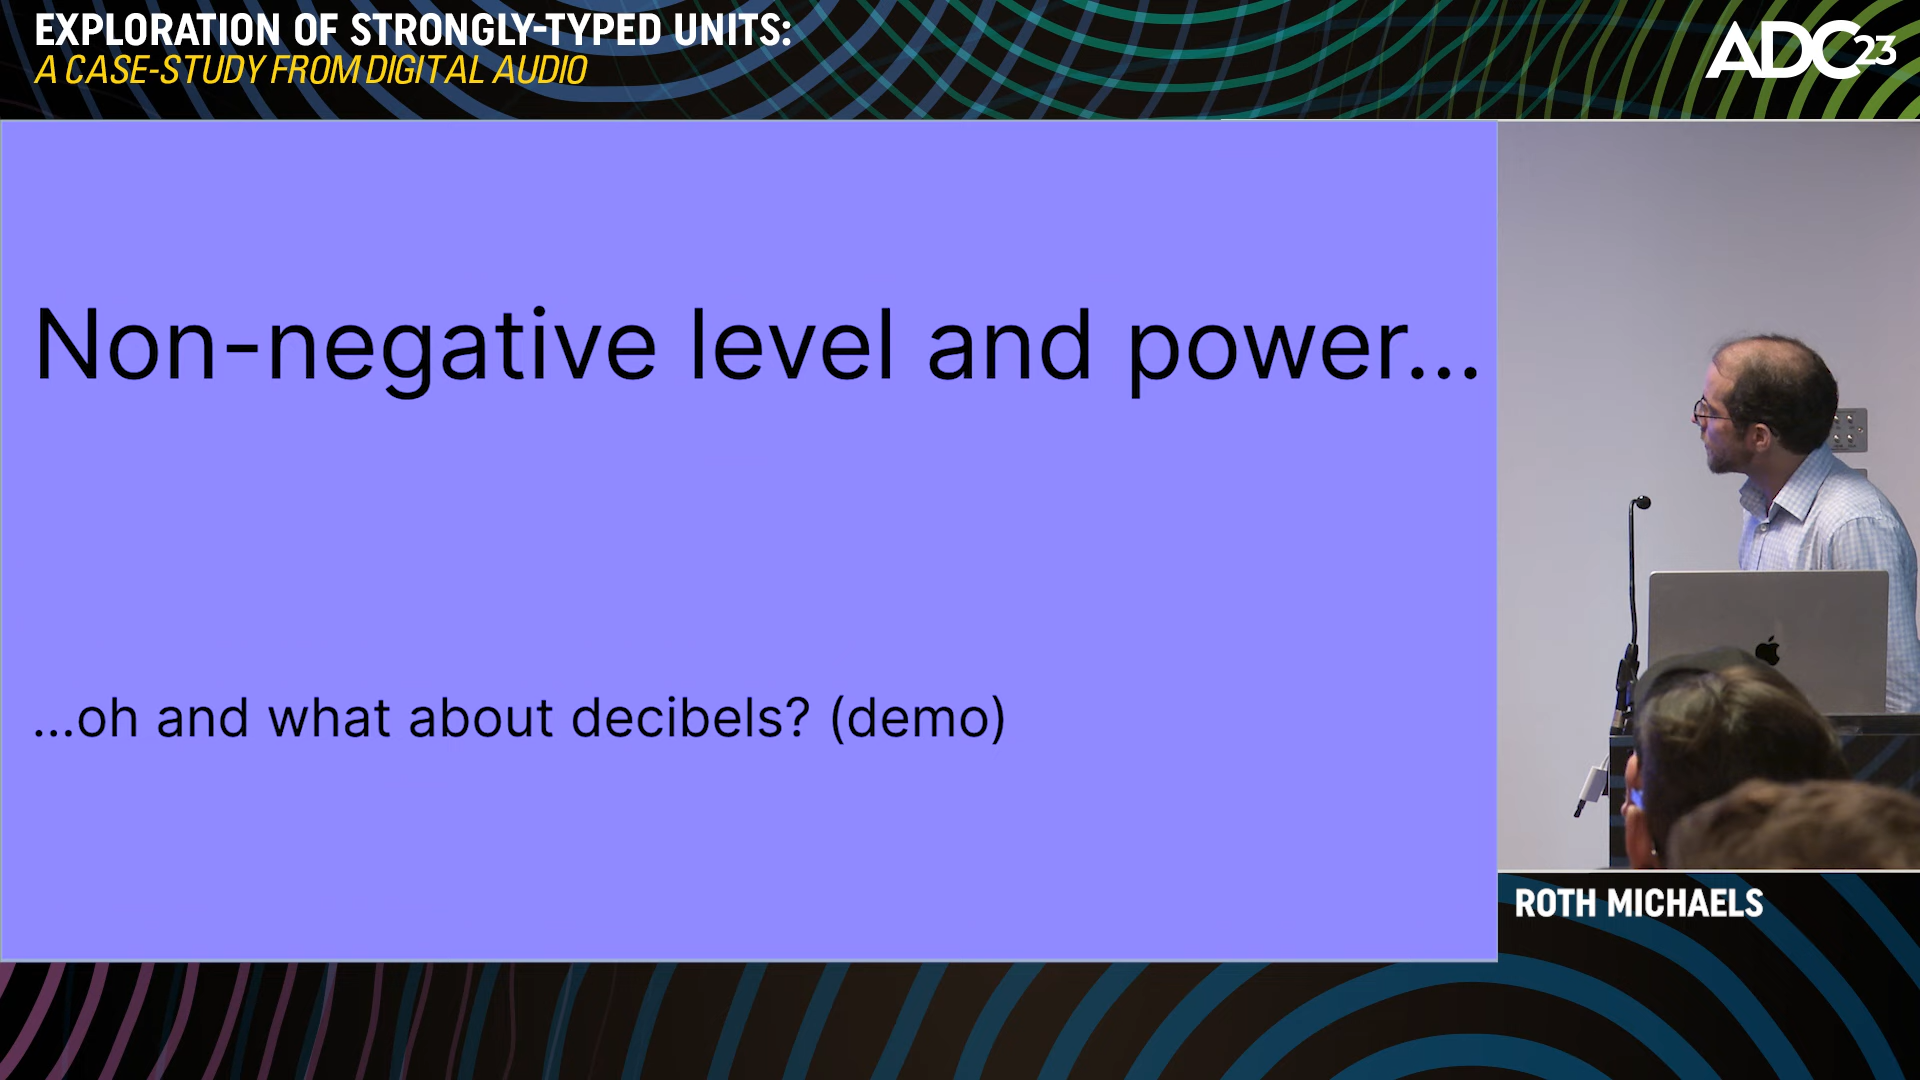 EXPLORATION OF STRONGLY-TYPED UNITS:
A CASE-STUDY FROM DIGITAL AUDIO
ADC23
Non-negative level and power...
...oh and what about decibels? (demo)
ROTH MICHAELS